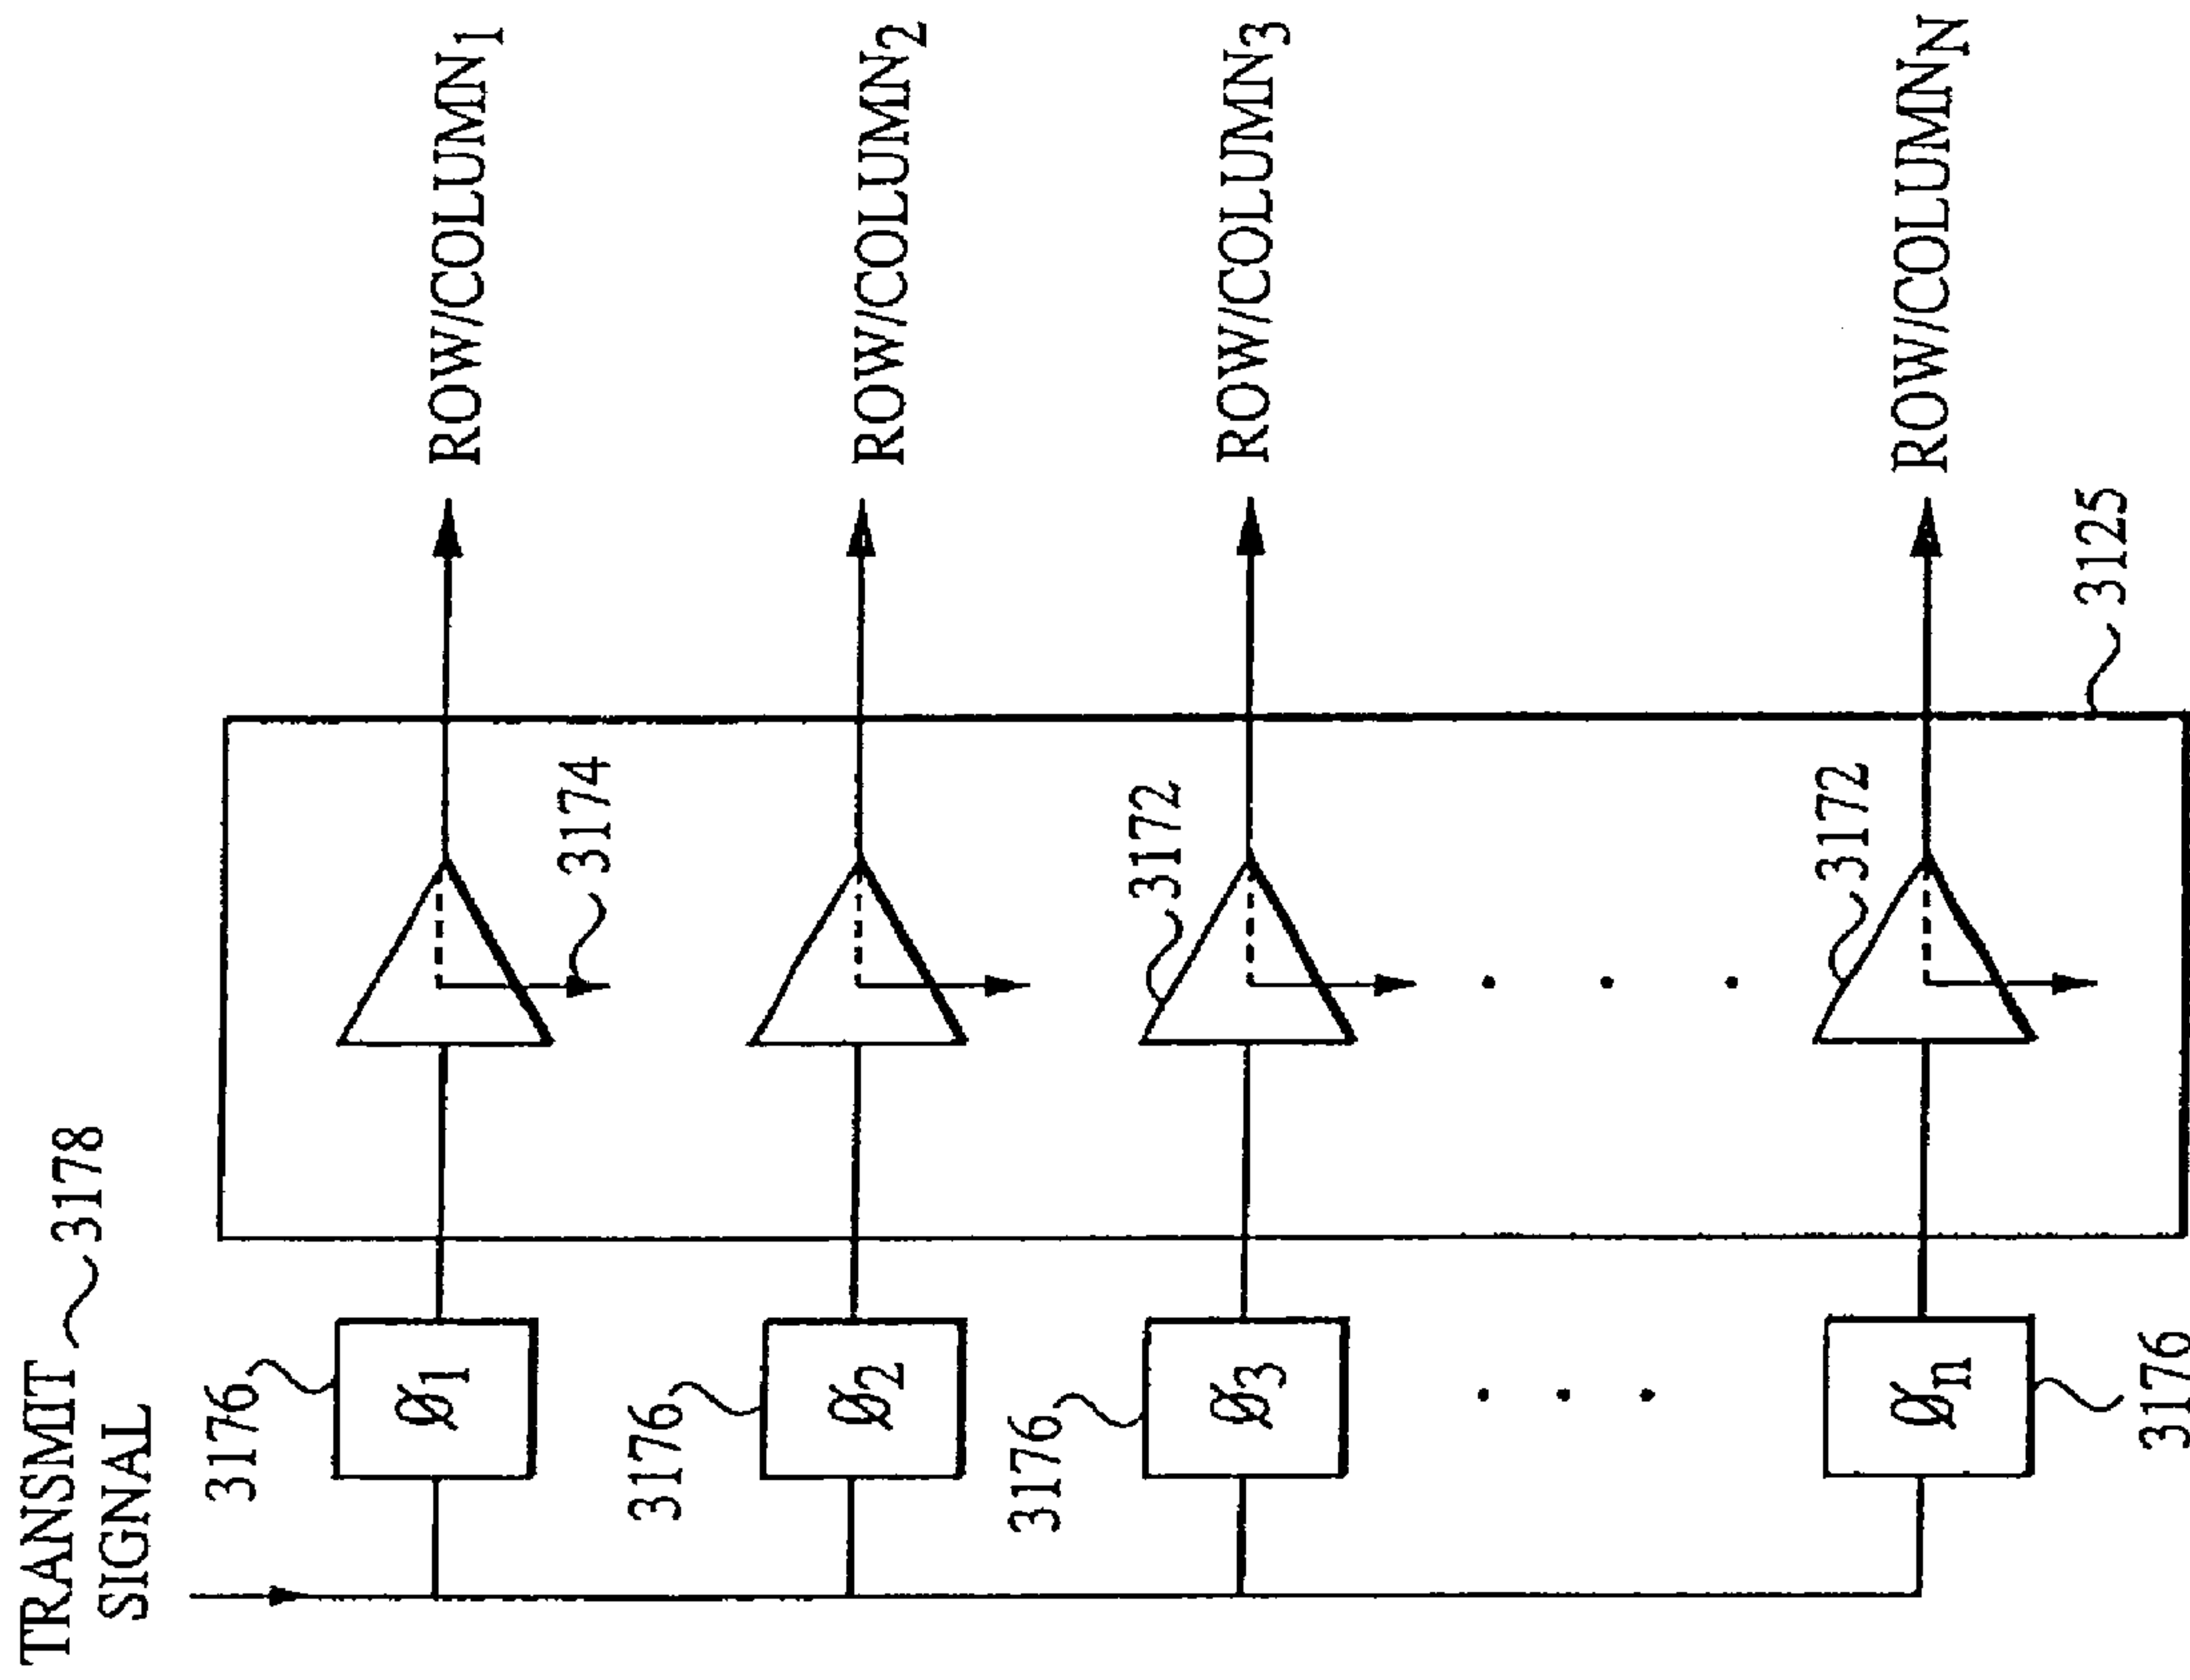 TRANSMIT
SIGNAL
3178
3176
Ø1
3174
ROW/COLUMN1
3176
Ø2
ROW/COLUMN2
3176
Ø3
3172
ROW/COLUMN3
. . .
. . .
Øn
3176
3172
ROW/COLUMNN
3125